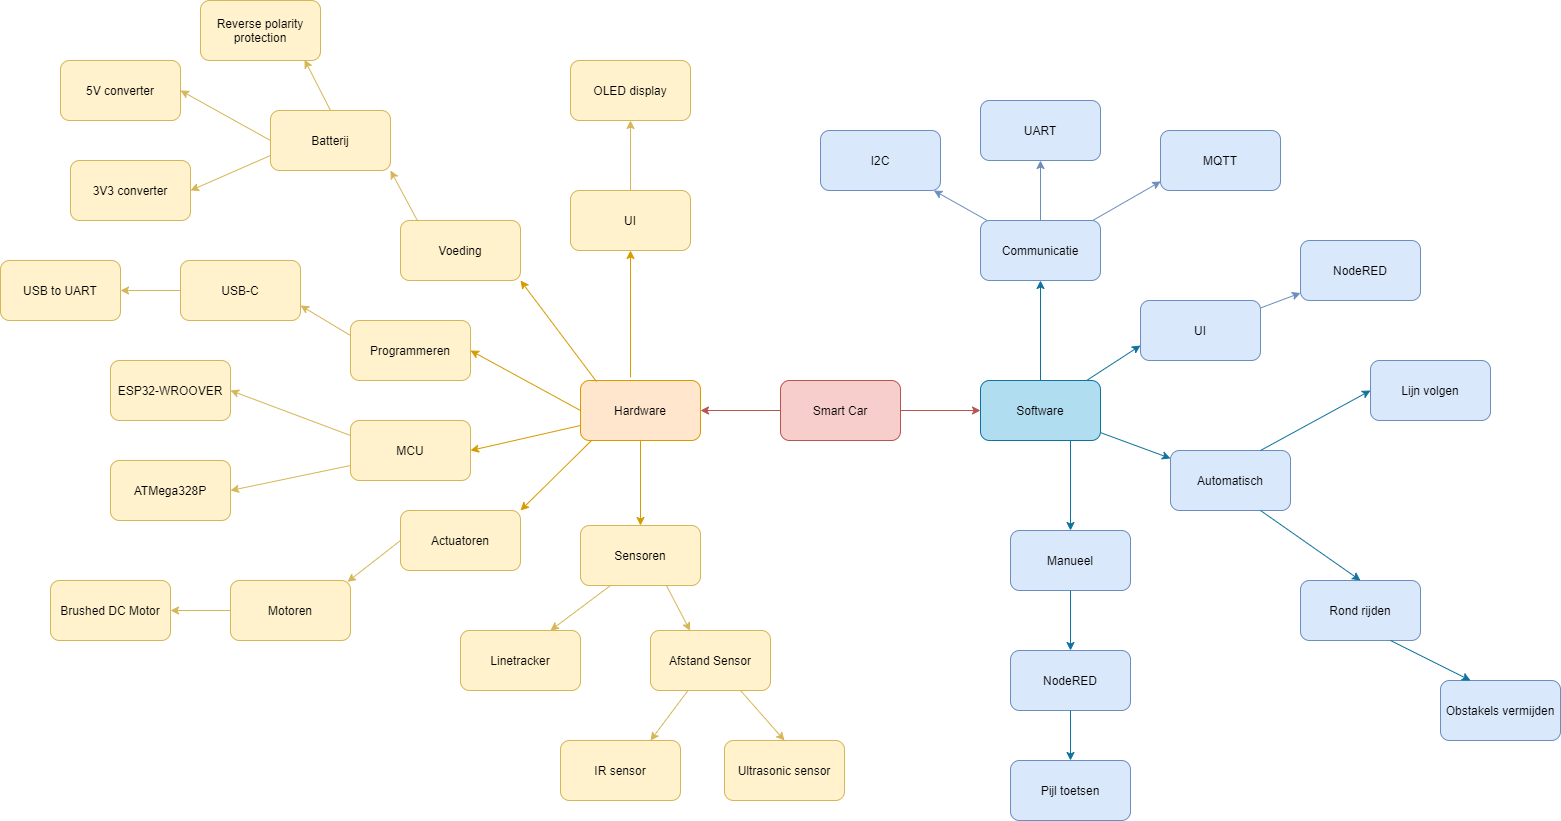 Reverse polarity
protection
5V converter
OLED display
Batterij
UART
I2C
MQTT
3V3 converter
UI
Voeding
Communicatie
NodeRED
USB to UART
USB-C
UI
Programmeren
ESP32-WROOVER
Lijn volgen
Hardware
Smart Car
Software
MCU
Automatisch
ATMega328P
Actuatoren
Sensoren
Manueel
Brushed DC Motor
Motoren
Rond rijden
Linetracker
Afstand Sensor
NodeRED
Obstakels vermijden
IR sensor
Ultrasonic sensor
Pijl toetsen